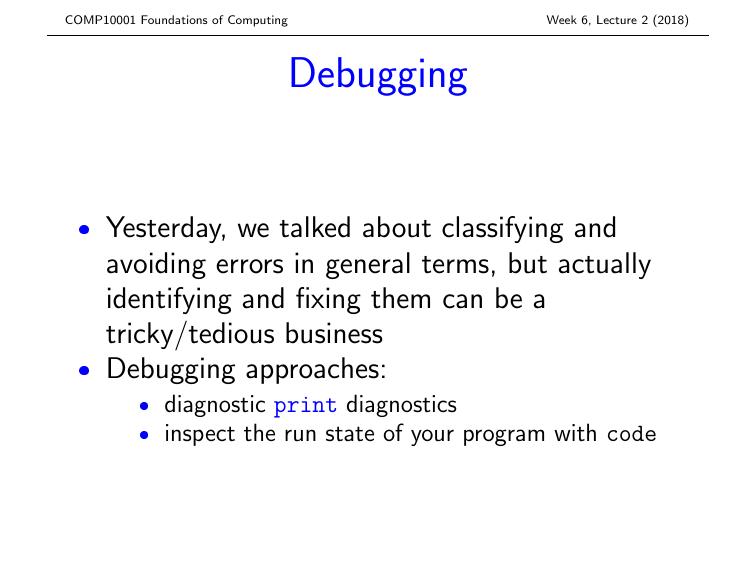 COMP10001 Foundations of Computing Week 6, Lecture 2 (2018)
Debugging
• Yesterday, we talked about classifying and
avoiding errors in general terms, but actually
identifying and fixing them can be a
tricky/tedious business
• Debugging approaches:
• diagnostic print diagnostics
• inspect the run state of your program with code